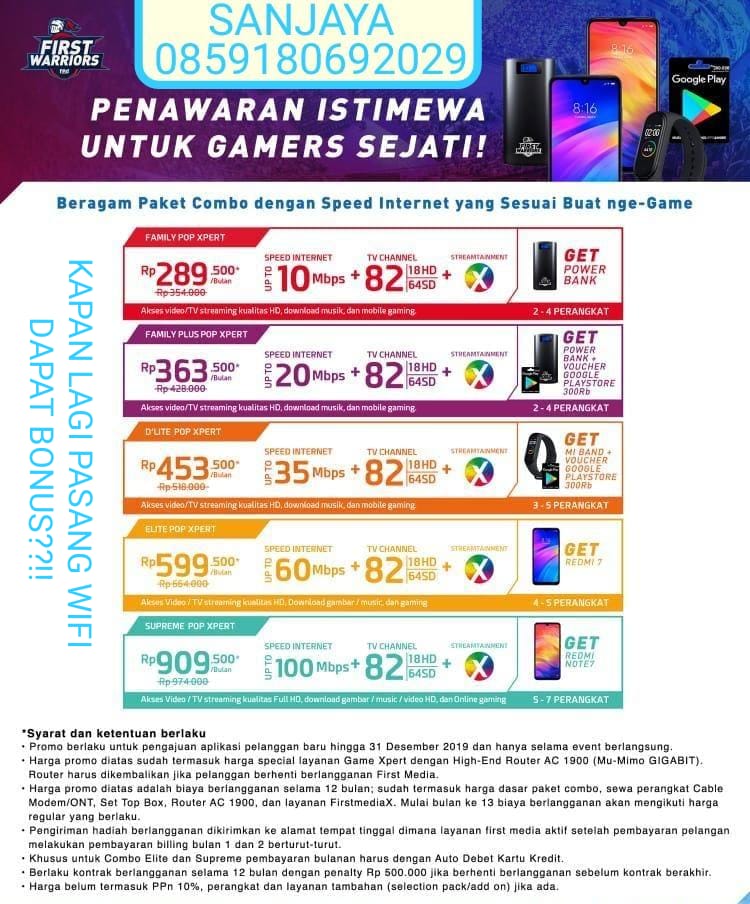 SANJAYA
0859180692029
FIRST
WARRIORS
PENAWARAN ISTIMEWA
UNTUK GAMERS SEJATI!
8:16
8:16
Google Play
FIRST
WARRIORS
Beragam Paket Combo dengan Speed Internet yang Sesuai Buat nge-Game
KAPAN LAGI PASANG WIFI
DAPAT BONUS??!!
FAMILY POP XPERT
Rp289.500*
/Bulan
Rp 354.000
SPEED INTERNET
UP TO 10 Mbps +
TV CHANNEL
82 18HD
64SD +
STREAMTAINMENT
X
GET
POWER
BANK
Akses video/TV streaming kualitas HD, download musik, dan mobile gaming.
2 - 4 PERANGKAT
FAMILY PLUS POP XPERT
Rp363.500*
/Bulan
Rp 428.000
SPEED INTERNET
UP TO 20 Mbps +
TV CHANNEL
82 18HD
64SD +
STREAMTAINMENT
X
GET
POWER
BANK +
VOUCHER
GOOGLE
PLAYSTORE
300Rb
Akses video/TV streaming kualitas HD, download musik, dan mobile gaming.
2 - 4 PERANGKAT
D'LITE POP XPERT
Rp453.500*
/Bulan
Rp 518.000
SPEED INTERNET
UP TO 35 Mbps +
TV CHANNEL
82 18HD
64SD +
STREAMTAINMENT
X
GET
MI BAND +
VOUCHER
GOOGLE
PLAYSTORE
300Rb
Akses video/TV streaming kualitas HD, download musik, dan mobile gaming.
3 - 5 PERANGKAT
ELITE POP XPERT
Rp599.500*
/Bulan
Rp 664.000
SPEED INTERNET
UP TO 60 Mbps +
TV CHANNEL
82 18HD
64SD +
STREAMTAINMENT
X
GET
REDMI 7
Akses Video / TV streaming kualitas HD, Download gambar / music, dan gaming
4 - 5 PERANGKAT
SUPREME POP XPERT
Rp909.500*
/Bulan
Rp 974.000
SPEED INTERNET
UP TO 100 Mbps +
TV CHANNEL
82 18HD
64SD +
STREAMTAINMENT
X
GET
REDMI
NOTE7
Akses Video / TV streaming kualitas Full HD, download gambar / music / video HD, dan Online gaming
5 - 7 PERANGKAT
*Syarat dan ketentuan berlaku
• Promo berlaku untuk pengajuan aplikasi pelanggan baru hingga 31 Desember 2019 dan hanya selama event berlangsung.
• Harga promo diatas sudah termasuk harga special layanan Game Xpert dengan High-End Router AC 1900 (Mu-Mimo GIGABIT).
Router harus dikembalikan jika pelanggan berhenti berlangganan First Media.
• Harga promo diatas adalah biaya berlangganan selama 12 bulan; sudah termasuk harga dasar paket combo, sewa perangkat Cable
Modem/ONT, Set Top Box, Router AC 1900, dan layanan FirstmediaX. Mulai bulan ke 13 biaya berlangganan akan mengikuti harga
regular yang berlaku.
• Pengiriman hadiah berlangganan dikirimkan ke alamat tempat tinggal dimana layanan first media aktif setelah pembayaran pelangan
melakukan pembayaran billing bulan 1 dan 2 berturut-turut.
• Khusus untuk Combo Elite dan Supreme pembayaran bulanan harus dengan Auto Debet Kartu Kredit.
• Berlaku kontrak berlangganan selama 12 bulan dengan penalty Rp 500.000 jika berhenti berlangganan sebelum kontrak berakhir.
• Harga belum termasuk PPn 10%, perangkat dan layanan tambahan (selection pack/add on) jika ada.